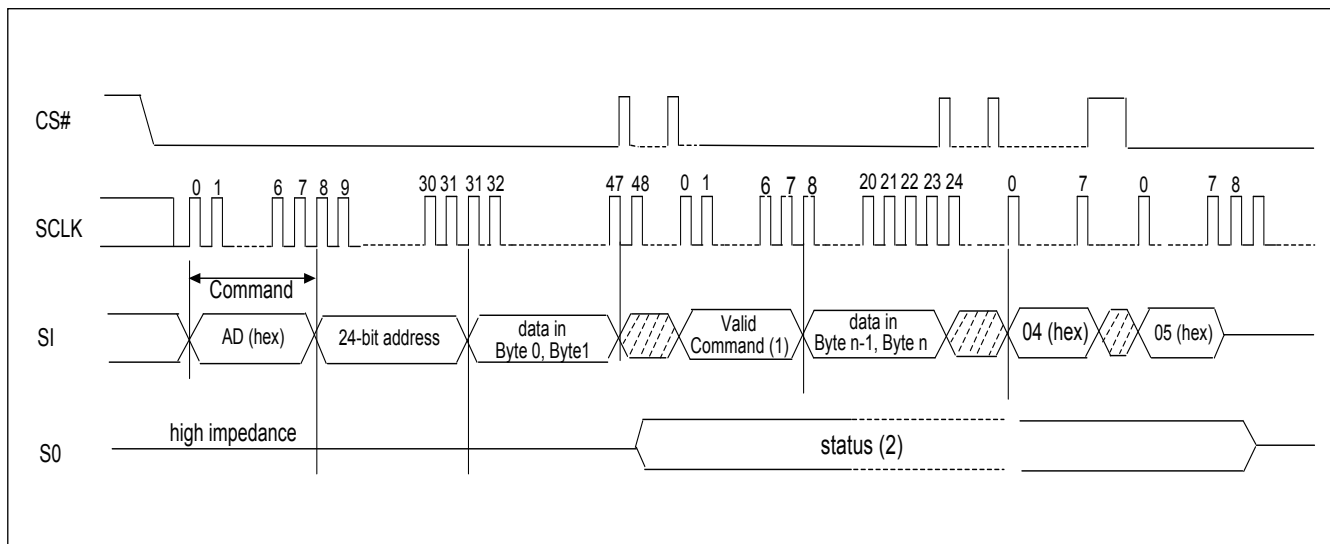 CS#
0 1 6 7 8 9 30 31 31 32 47 48 0 1 6 7 8 20 21 22 23 24 0 7 0 7 8
SCLK
Command
SI
AD (hex)
24-bit address
data in
Byte 0, Byte1
Valid
Command (1)
data in
Byte n-1, Byte n
04 (hex)
05 (hex)
high impedance
S0
status (2)